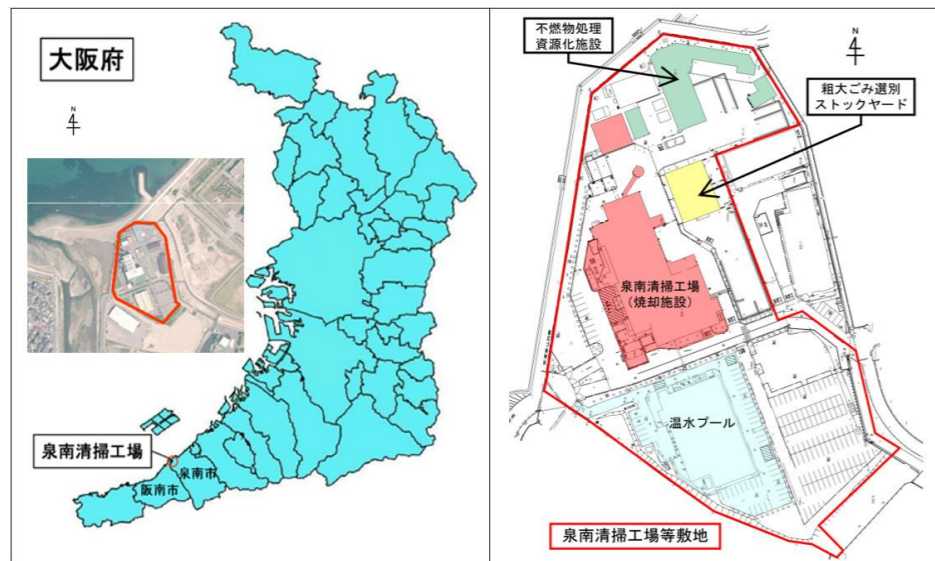 大阪府
N
泉南清掃工場
泉南市
阪南市
不燃物処理
資源化施設
N
粗大ごみ選別
ストックヤード
泉南清掃工場
(焼却施設)
温水プール
泉南清掃工場等敷地